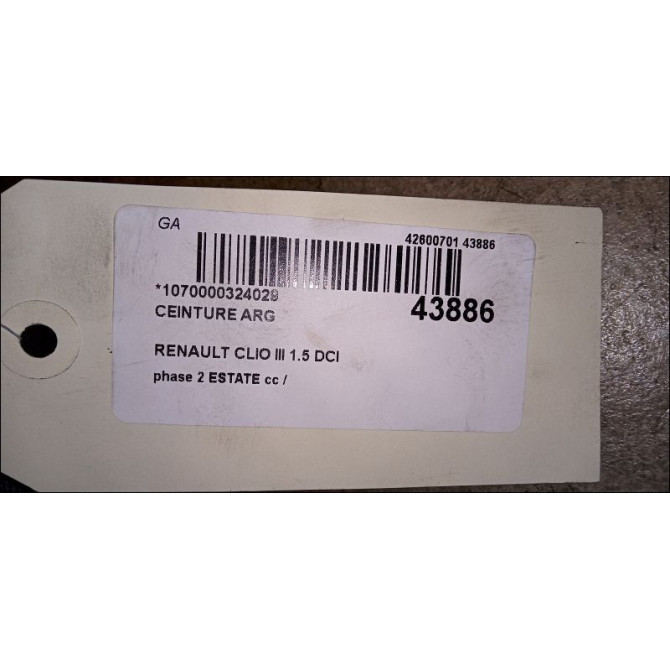 GA
42600701 43886
*1070000324028
43886
CEINTURE ARG
RENAULT CLIO III 1.5 DCI
phase 2 ESTATE cc /